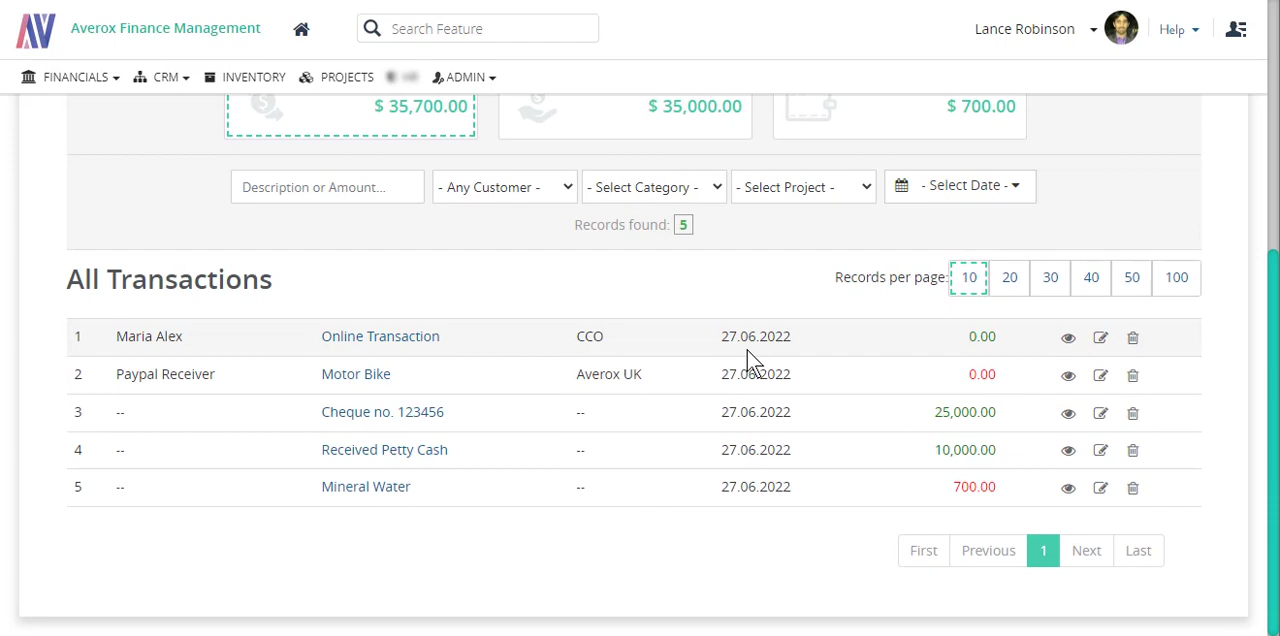 AV Averox Finance Management Search Feature Lance Robinson Help
FINANCIALS CRM INVENTORY PROJECTS ADMIN
$ 35,700.00 $ 35,000.00 $ 700.00
Description or Amount... - Any Customer - - Select Category - - Select Project - - Select Date -
Records found: 5
All Transactions Records per page: 10 20 30 40 50 100
1 Maria Alex Online Transaction CCO 27.06.2022 0.00
2 Paypal Receiver Motor Bike Averox UK 27.06.2022 0.00
3 -- Cheque no. 123456 -- 27.06.2022 25,000.00
4 -- Received Petty Cash -- 27.06.2022 10,000.00
5 -- Mineral Water -- 27.06.2022 700.00
First Previous 1 Next Last